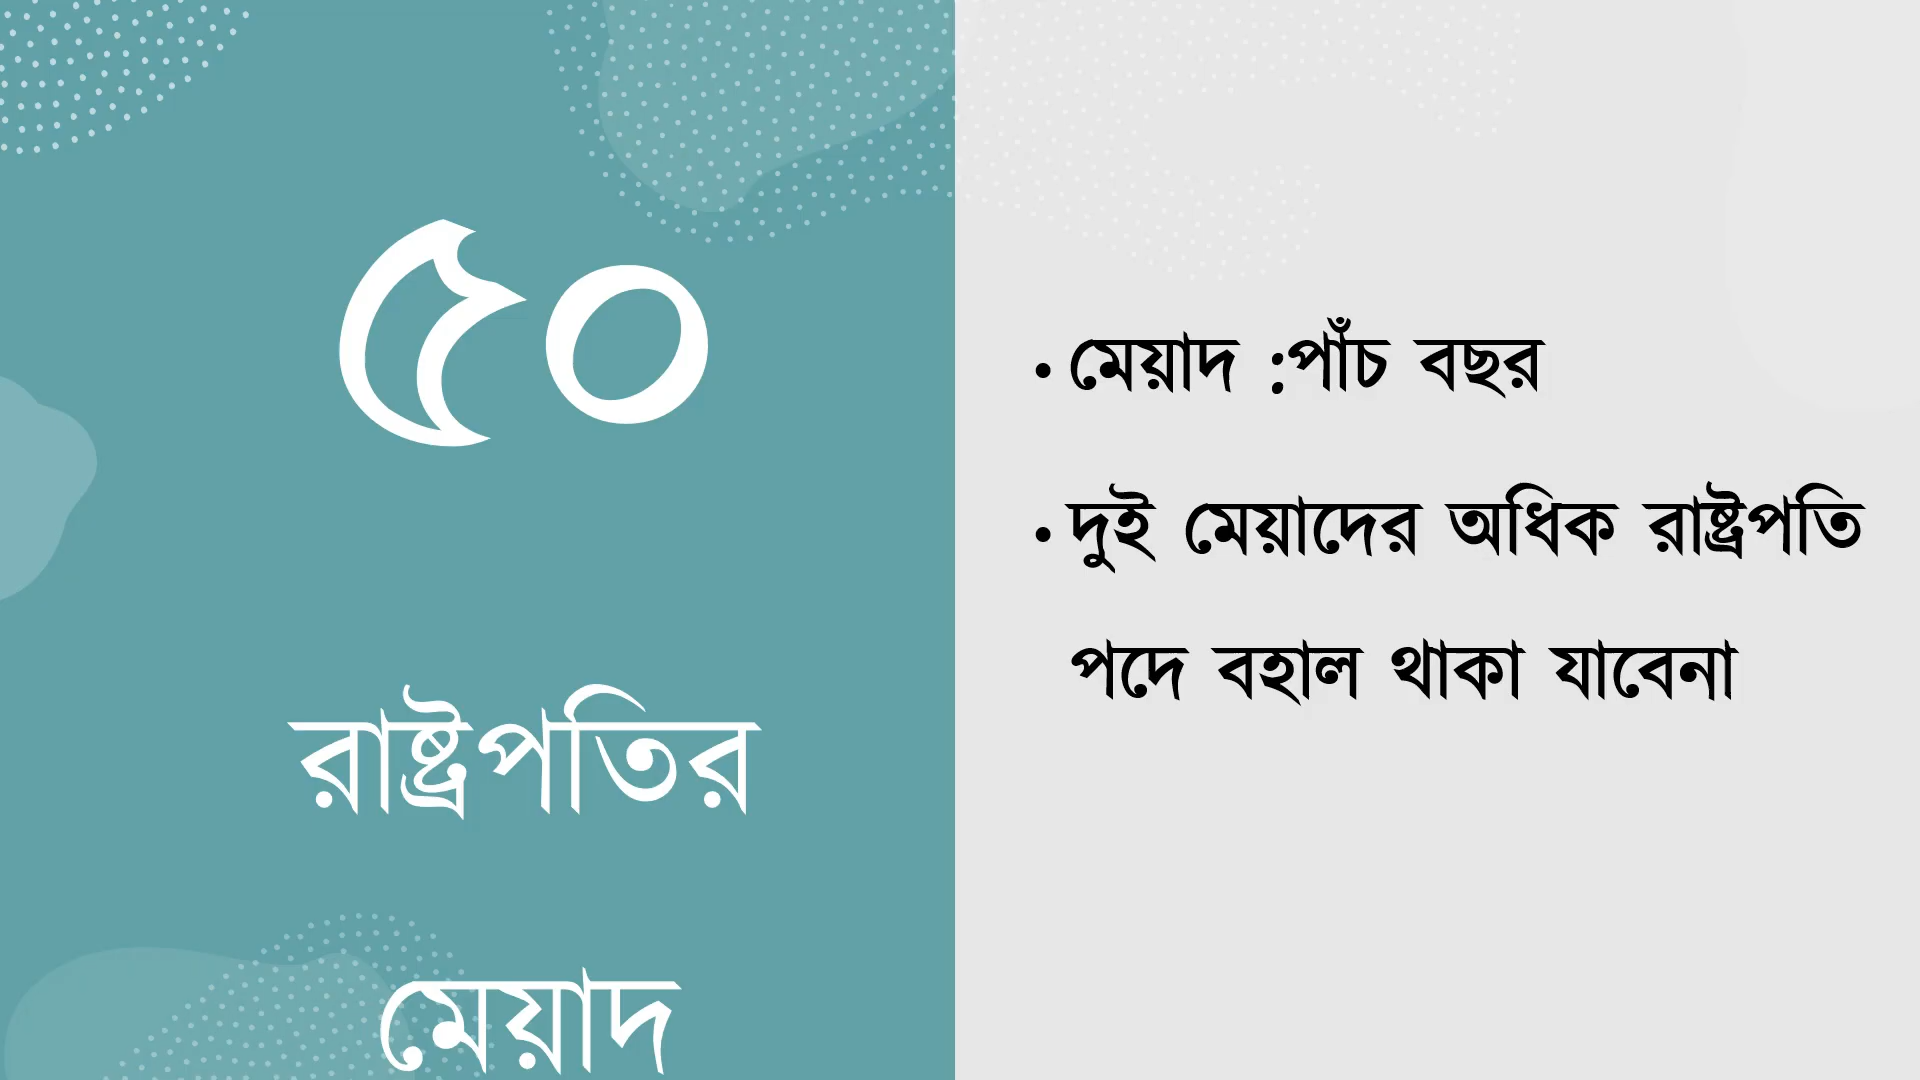 ৫০
রাষ্ট্রপতির
মেয়াদ
• মেয়াদ :পাঁচ বছর
• দুই মেয়াদের অধিক রাষ্ট্রপতি
পদে বহাল থাকা যাবেনা